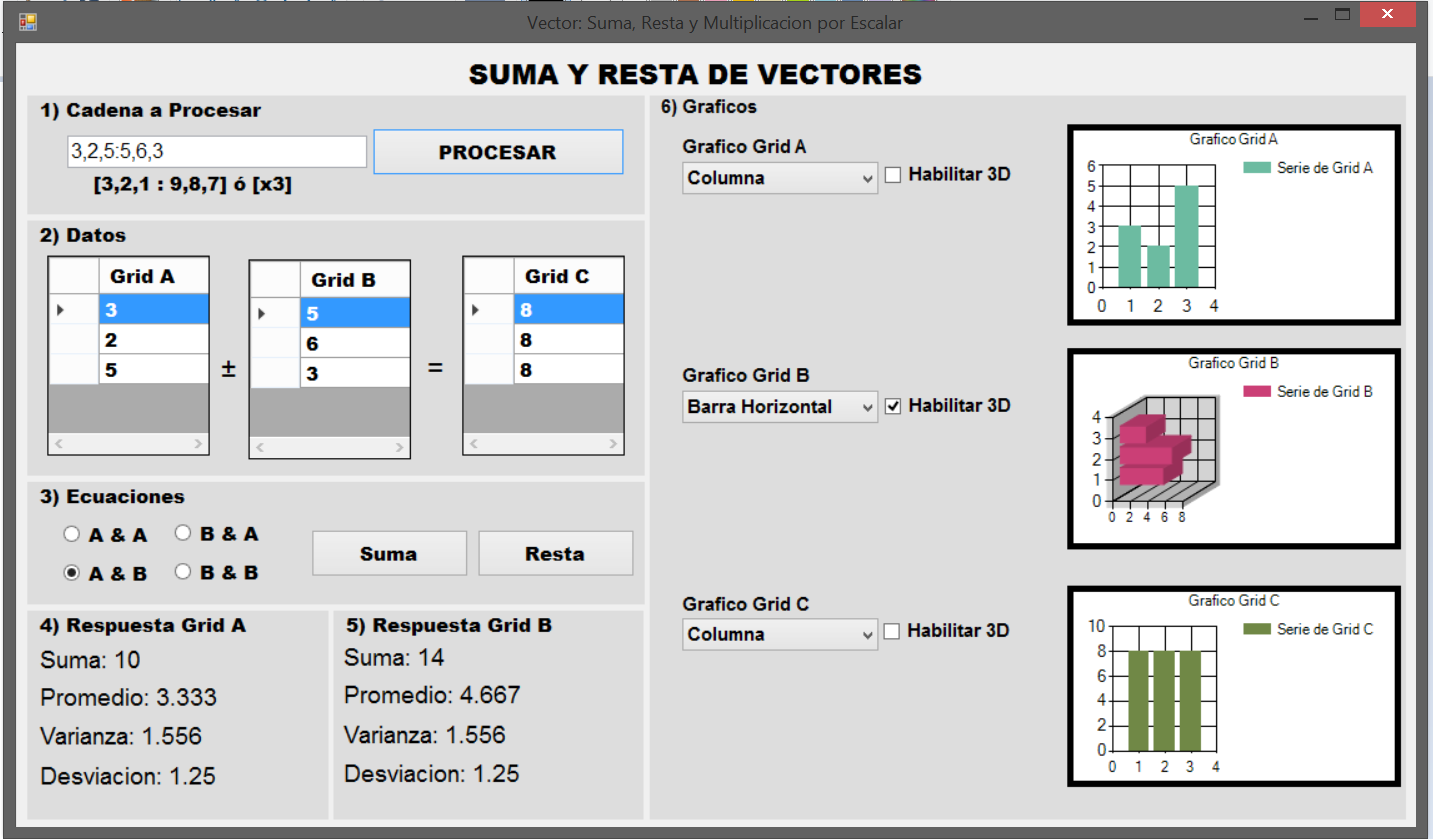 Vector: Suma, Resta y Multiplicacion por Escalar
SUMA Y RESTA DE VECTORES
1) Cadena a Procesar
3,2,5:5,6,3
PROCESAR
[3,2,1 : 9,8,7] ó [x3]
2) Datos
Grid A
3
2
5
±
Grid B
5
6
3
=
Grid C
8
8
8
3) Ecuaciones
A & A
B & A
A & B
B & B
Suma
Resta
4) Respuesta Grid A
Suma: 10
Promedio: 3.333
Varianza: 1.556
Desviacion: 1.25
5) Respuesta Grid B
Suma: 14
Promedio: 4.667
Varianza: 1.556
Desviacion: 1.25
6) Graficos
Grafico Grid A
Columna
Habilitar 3D
Grafico Grid A
Serie de Grid A
6
5
4
3
2
1
0
0 1 2 3 4
Grafico Grid B
Barra Horizontal
Habilitar 3D
Grafico Grid B
Serie de Grid B
4
3
2
1
0
0 2 4 6 8
Grafico Grid C
Columna
Habilitar 3D
Grafico Grid C
Serie de Grid C
10
8
6
4
2
0
0 1 2 3 4